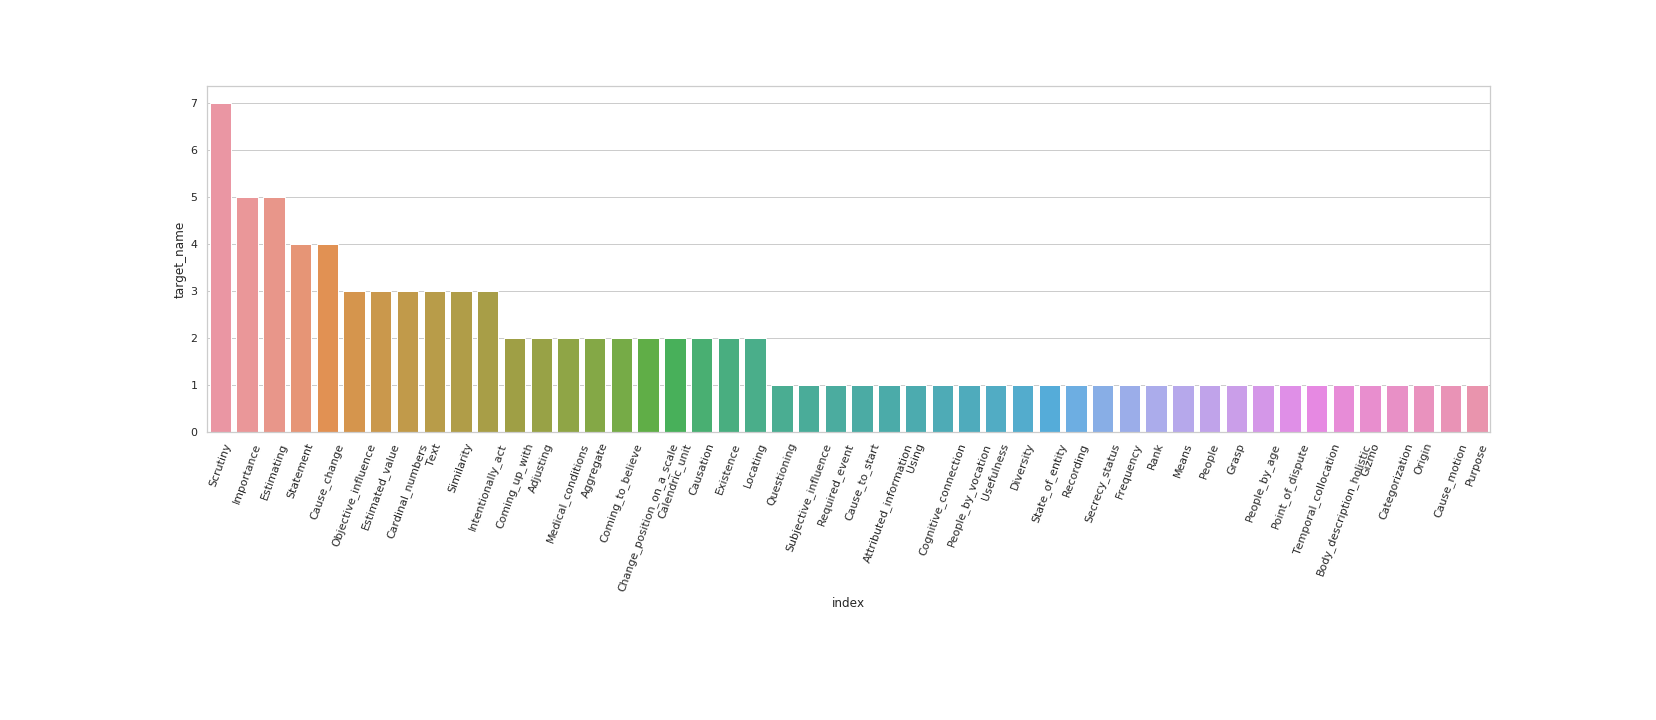 7
6
5
4
3
2
1
0
target_name
Scrutiny
Importance
Estimating
Statement
Cause_change
Objective_influence
Estimated_value
Cardinal_numbers
Text
Similarity
Intentionally_act
Coming_up_with
Adjusting
Medical_conditions
Aggregate
Coming_to_believe
Change_position_on_a_scale
Calendric_unit
Causation
Existence
Locating
Questioning
Subjective_influence
Required_event
Cause_to_start
Attributed_information
Using
Cognitive_connection
People_by_vocation
Usefulness
Diversity
State_of_entity
Recording
Secrecy_status
Frequency
Rank
Means
People
Grasp
People_by_age
Point_of_dispute
Temporal_collocation
Body_description_holistic
Gizmo
Categorization
Origin
Cause_motion
Purpose
index